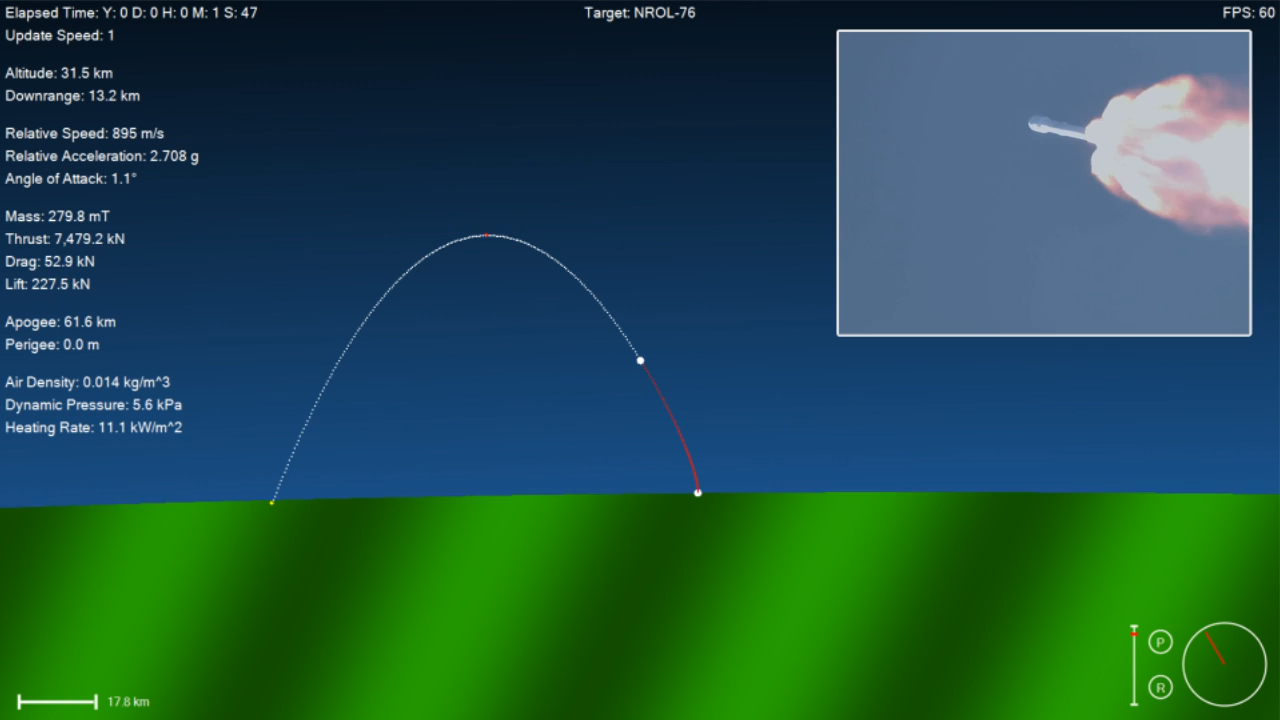 Elapsed Time: Y: 0 D: 0 H: 0 M: 1 S: 47
Target: NROL-76
FPS: 60
Update Speed: 1
Altitude: 31.5 km
Downrange: 13.2 km
Relative Speed: 895 m/s
Relative Acceleration: 2.708 g
Angle of Attack: 1.1°
Mass: 279.8 mT
Thrust: 7,479.2 kN
Drag: 52.9 kN
Lift: 227.5 kN
Apogee: 61.6 km
Perigee: 0.0 m
Air Density: 0.014 kg/m^3
Dynamic Pressure: 5.6 kPa
Heating Rate: 11.1 kW/m^2
P
R
17.8 km